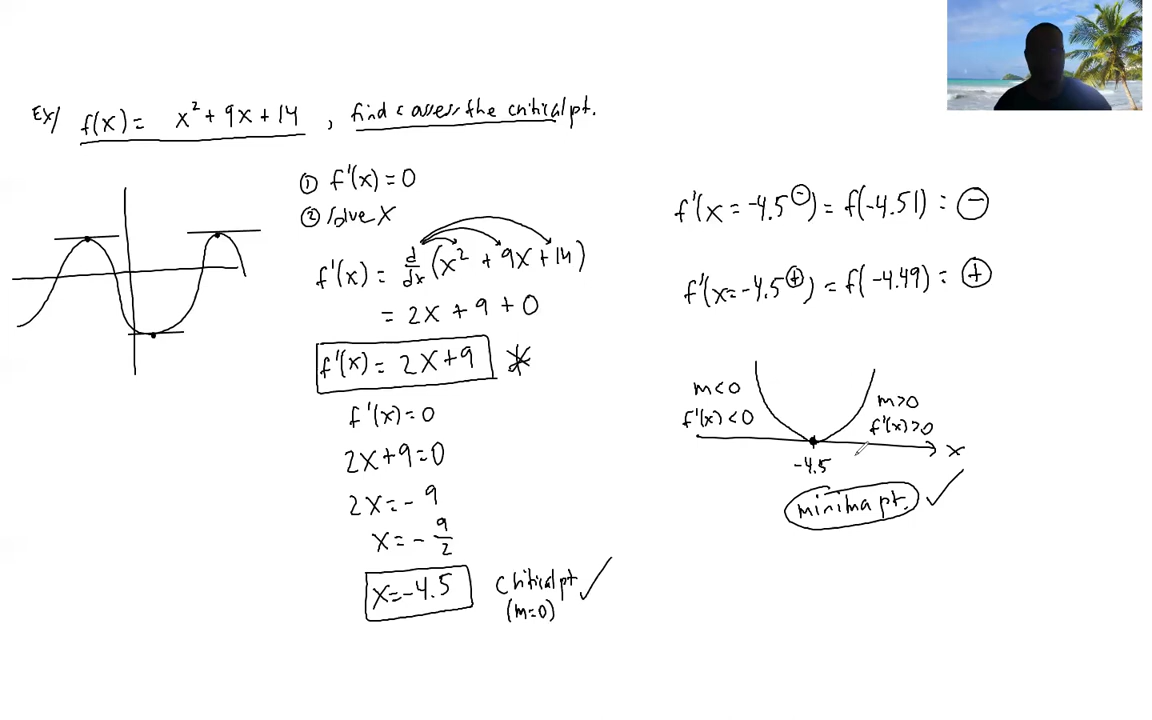 Ex/ f(x) = x² + 9x + 14 , find & assess the critical pt.
① f'(x) = 0
② solve x
f'(x) = d/dx (x² + 9x + 14)
= 2x + 9 + 0
f'(x) = 2x + 9 *
f'(x) = 0
2x + 9 = 0
2x = - 9
x = - 9/2
x = -4.5 critical pt ✓
(m=0)
f'(x = -4.5⊖) = f(-4.51) = ⊖
f'(x = -4.5⊕) = f(-4.49) = ⊕
m < 0
f'(x) < 0
m > 0
f'(x) > 0
x
-4.5
minima pt. ✓